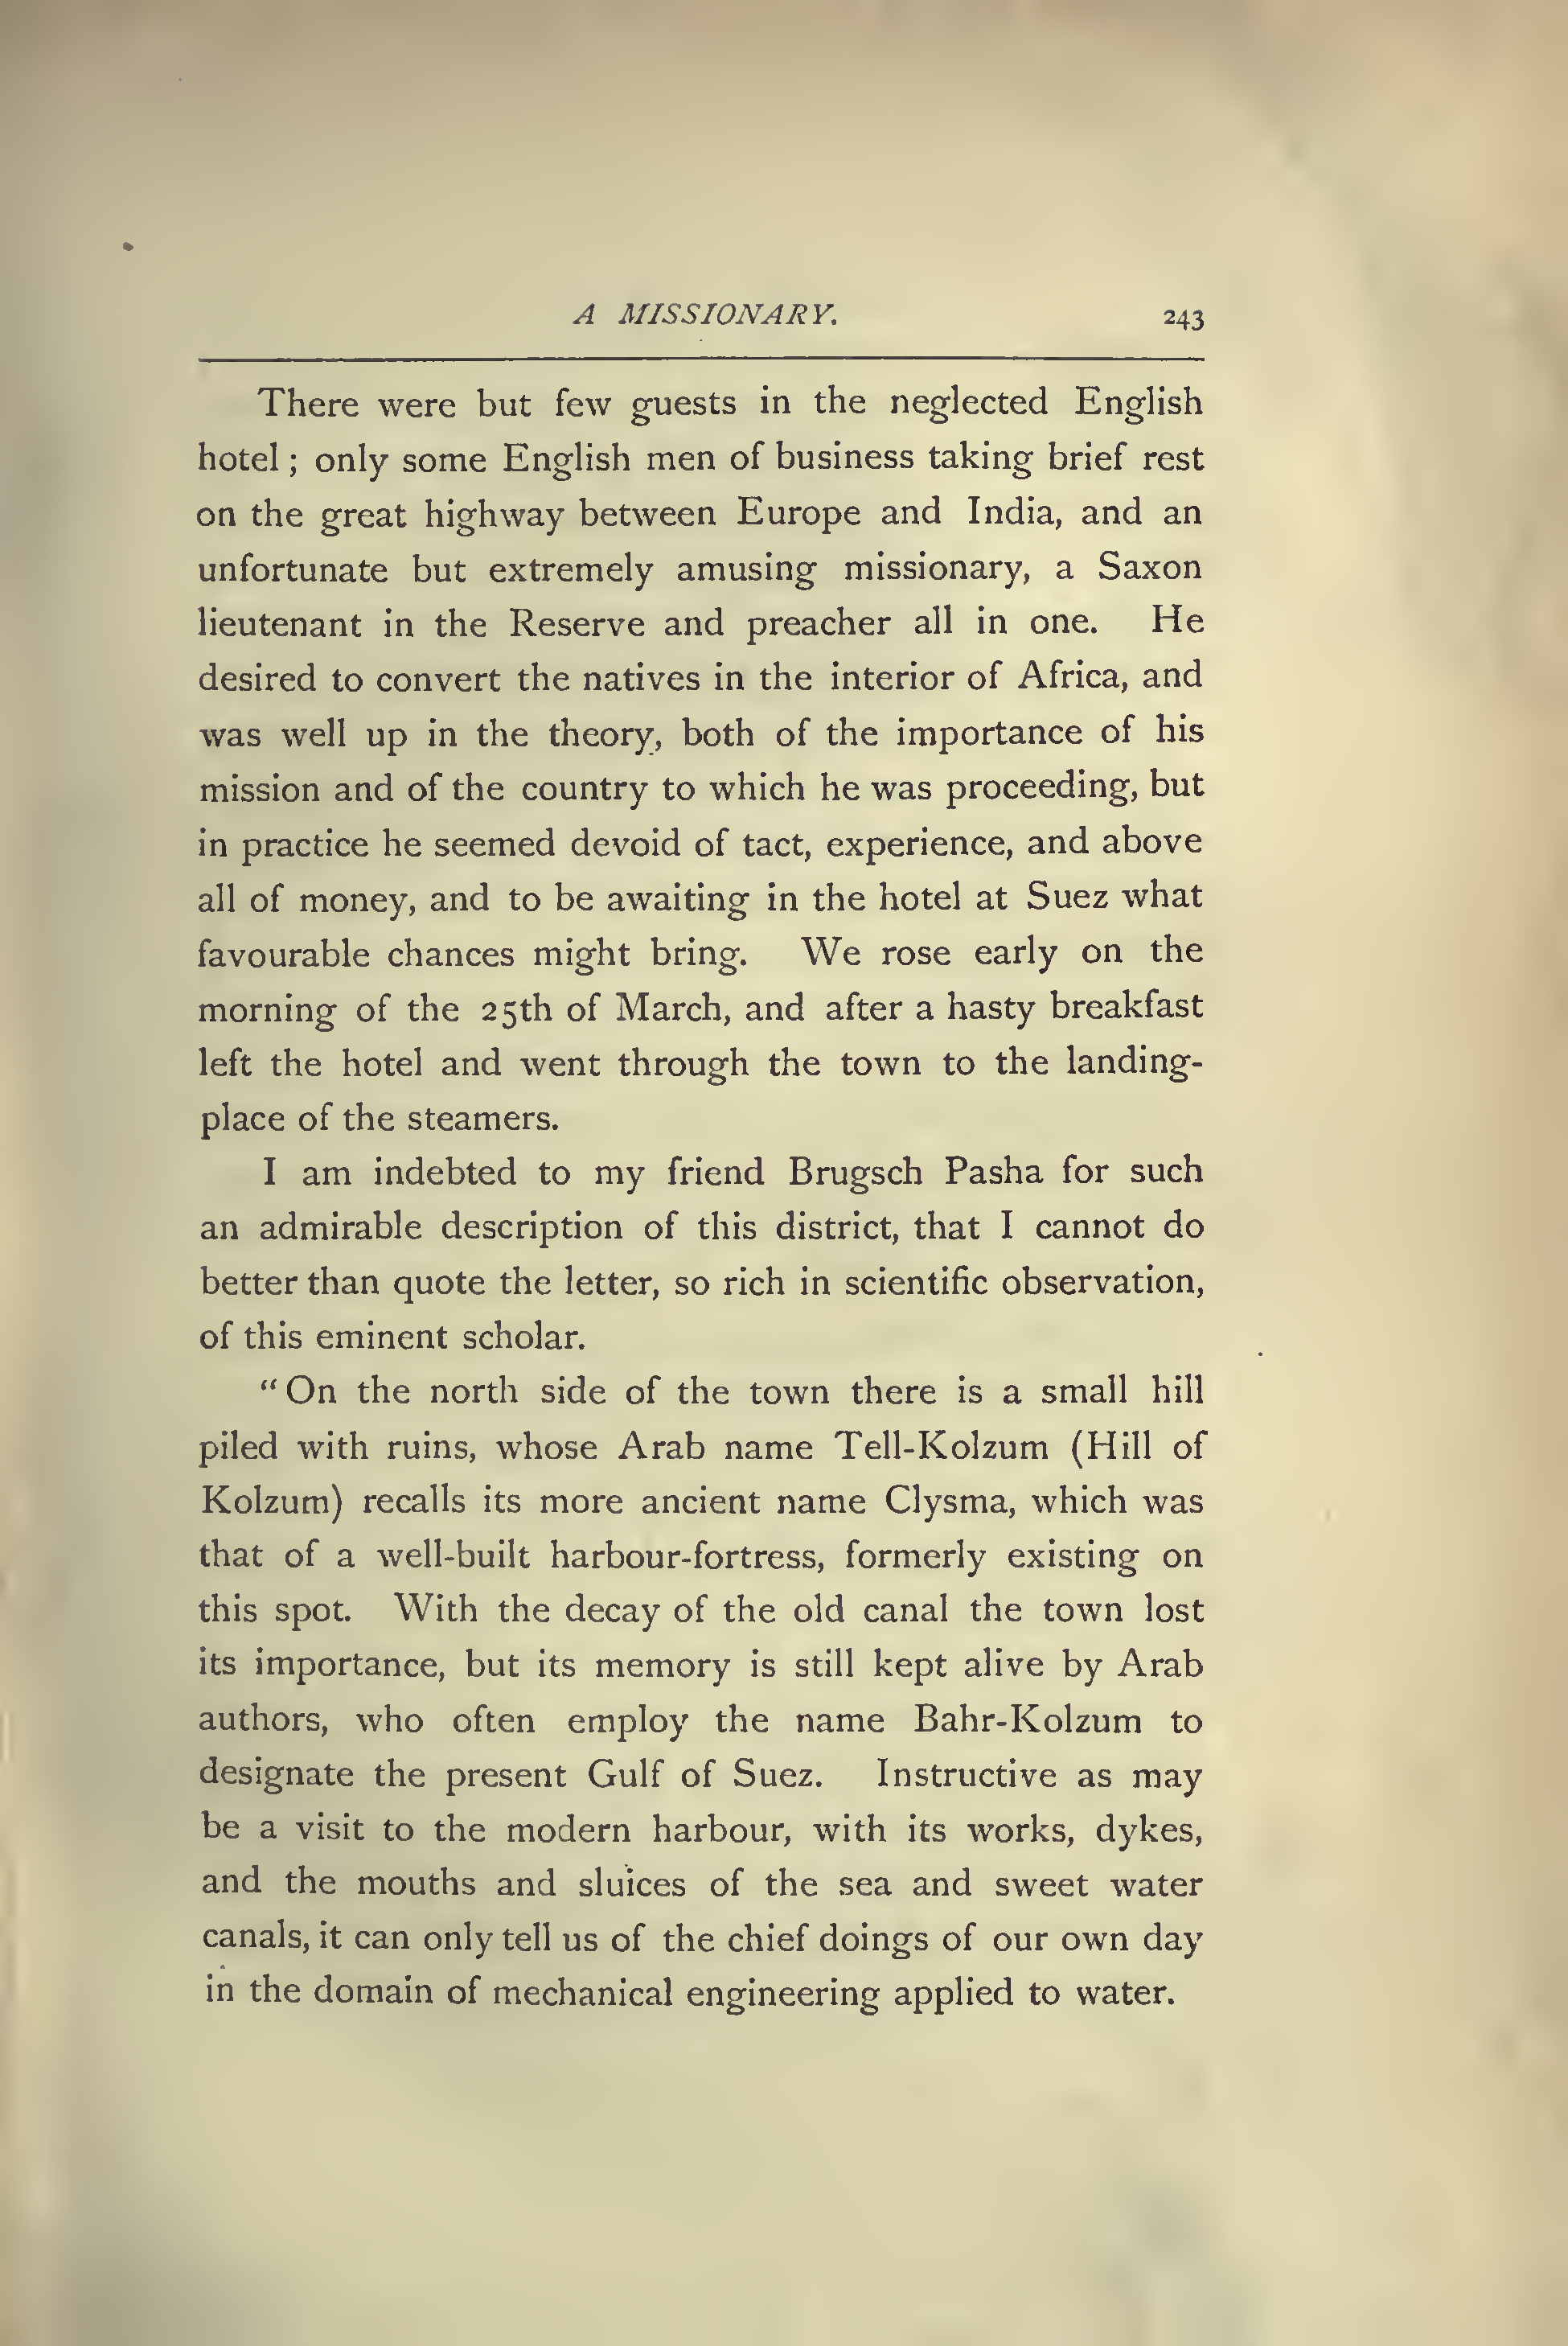 A MISSIONARY. 243
There were but few guests in the neglected English
hotel ; only some English men of business taking brief rest
on the great highway between Europe and India, and an
unfortunate but extremely amusing missionary, a Saxon
lieutenant in the Reserve and preacher all in one. He
desired to convert the natives in the interior of Africa, and
was well up in the theory, both of the importance of his
mission and of the country to which he was proceeding, but
in practice he seemed devoid of tact, experience, and above
all of money, and to be awaiting in the hotel at Suez what
favourable chances might bring. We rose early on the
morning of the 25th of March, and after a hasty breakfast
left the hotel and went through the town to the landing-
place of the steamers.
I am indebted to my friend Brugsch Pasha for such
an admirable description of this district, that I cannot do
better than quote the letter, so rich in scientific observation,
of this eminent scholar.
“On the north side of the town there is a small hill
piled with ruins, whose Arab name Tell-Kolzum (Hill of
Kolzum) recalls its more ancient name Clysma, which was
that of a well-built harbour-fortress, formerly existing on
this spot. With the decay of the old canal the town lost
its importance, but its memory is still kept alive by Arab
authors, who often employ the name Bahr-Kolzum to
designate the present Gulf of Suez. Instructive as may
be a visit to the modern harbour, with its works, dykes,
and the mouths and sluices of the sea and sweet water
canals, it can only tell us of the chief doings of our own day
in the domain of mechanical engineering applied to water.